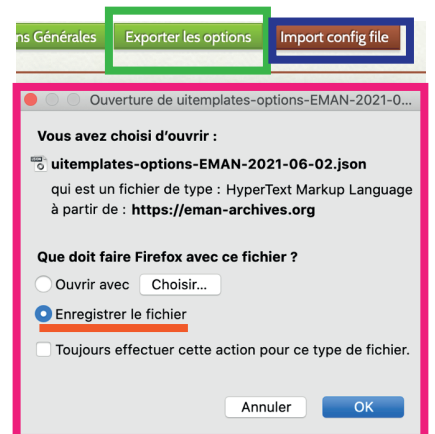 ns Générales Exporter les options Import config file
Ouverture de uitemplates-options-EMAN-2021-0...
Vous avez choisi d’ouvrir :
uitemplates-options-EMAN-2021-06-02.json
qui est un fichier de type : HyperText Markup Language
à partir de : https://eman-archives.org
Que doit faire Firefox avec ce fichier ?
Ouvrir avec Choisir...
Enregistrer le fichier
Toujours effectuer cette action pour ce type de fichier.
Annuler OK